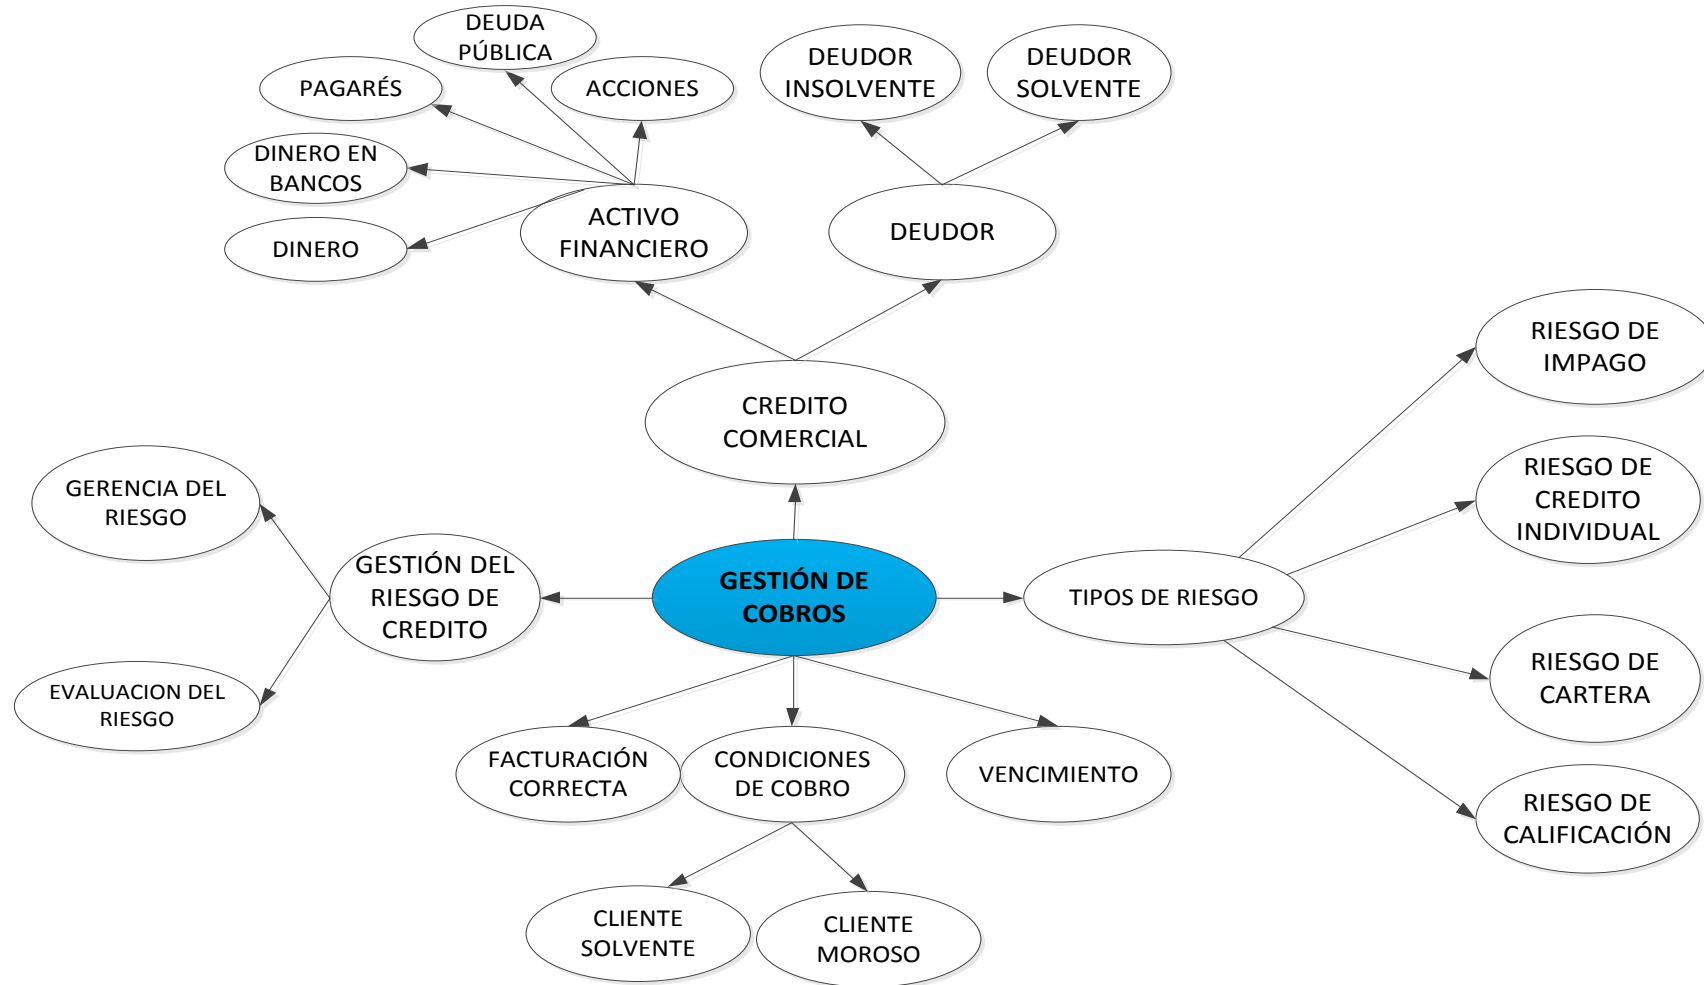 DEUDA
PÚBLICA
PAGARÉS
ACCIONES
DINERO EN
BANCOS
DINERO
ACTIVO
FINANCIERO
DEUDOR
INSOLVENTE
DEUDOR
SOLVENTE
DEUDOR
CREDITO
COMERCIAL
GERENCIA DEL
RIESGO
GESTIÓN DEL
RIESGO DE
CREDITO
EVALUACION DEL
RIESGO
GESTIÓN DE
COBROS
TIPOS DE RIESGO
RIESGO DE
IMPAGO
RIESGO DE
CREDITO
INDIVIDUAL
RIESGO DE
CARTERA
RIESGO DE
CALIFICACIÓN
FACTURACIÓN
CORRECTA
CONDICIONES
DE COBRO
VENCIMIENTO
CLIENTE
SOLVENTE
CLIENTE
MOROSO